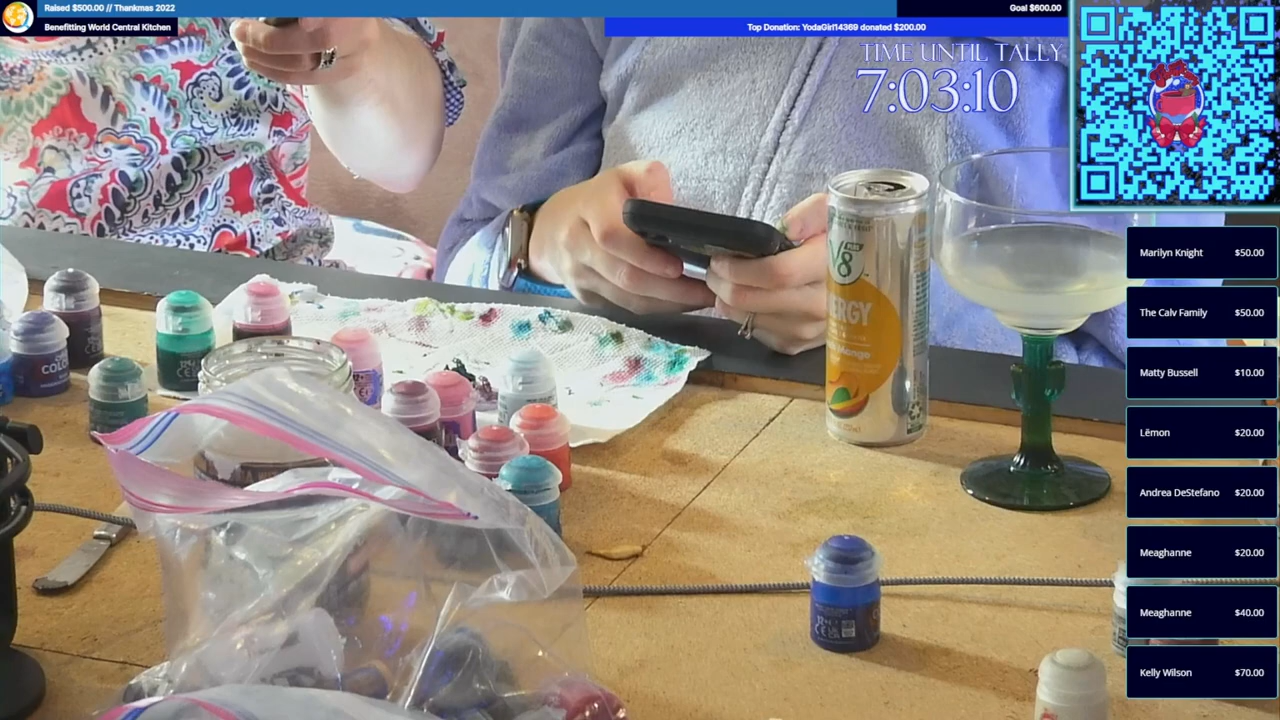 Raised $500.00 // Thankmas 2022
Goal $600.00
Benefitting World Central Kitchen
Top Donation: YodaGirl14369 donated $200.00
TIME UNTIL TALLY
7:03:10
Marilyn Knight $50.00
The Calv Family $50.00
Matty Bussell $10.00
Lēmon $20.00
Andrea DeStefano $20.00
Meaghanne $20.00
Meaghanne $40.00
Kelly Wilson $70.00
V8
COLOR